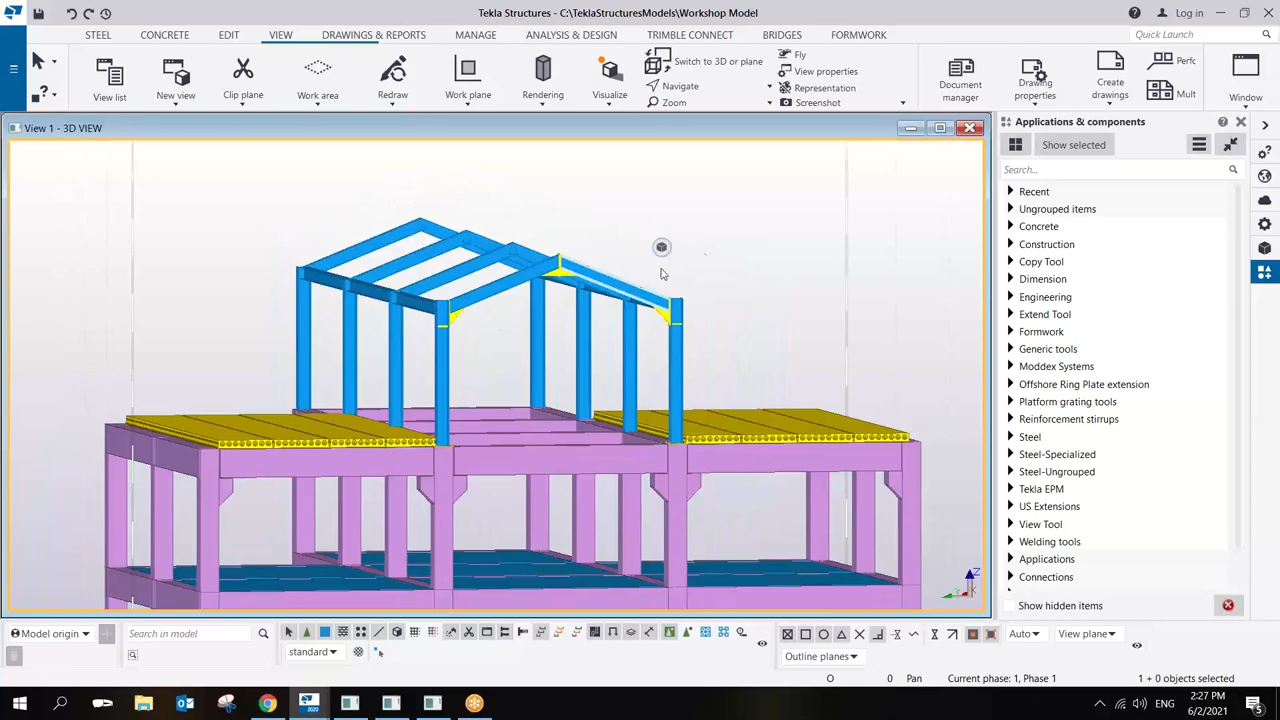 Tekla Structures - C:\TeklaStructuresModels\Workshop Model
Log in
STEEL CONCRETE EDIT VIEW DRAWINGS & REPORTS MANAGE ANALYSIS & DESIGN TRIMBLE CONNECT BRIDGES FORMWORK
Quick Launch
View list
New view
Clip plane
Work area
Redraw
Work plane
Rendering
Visualize
Switch to 3D or plane
Navigate
Zoom
Fly
View properties
Representation
Screenshot
Document manager
Drawing properties
Create drawings
Perfc
Mult
Window
View 1 - 3D VIEW
Applications & components
Show selected
Search...
Recent
Ungrouped items
Concrete
Construction
Copy Tool
Dimension
Engineering
Extend Tool
Formwork
Generic tools
Moddex Systems
Offshore Ring Plate extension
Platform grating tools
Reinforcement stirrups
Steel
Steel-Specialized
Steel-Ungrouped
Tekla EPM
US Extensions
View Tool
Welding tools
Applications
Connections
Show hidden items
Z
Model origin
Search in model
standard
Auto
View plane
Outline planes
O 0 Pan Current phase: 1, Phase 1 1 + 0 objects selected
2020
ENG
2:27 PM
6/2/2021
5